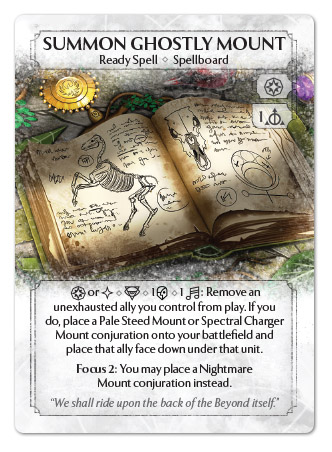 SUMMON GHOSTLY MOUNT
Ready Spell ◇ Spellboard
1
or ◇ ◇ 1 ◇ 1 : Remove an
unexhausted ally you control from play. If you
do, place a Pale Steed Mount or Spectral Charger
Mount conjuration onto your battlefield and
place that ally face down under that unit.
Focus 2: You may place a Nightmare
Mount conjuration instead.
"We shall ride upon the back of the Beyond itself."